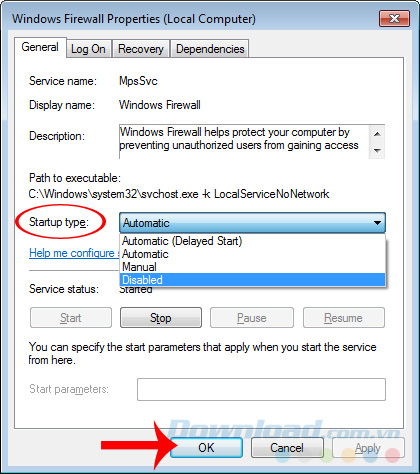 Windows Firewall Properties (Local Computer)
General Log On Recovery Dependencies
Service name: MpsSvc
Display name: Windows Firewall
Description: Windows Firewall helps protect your computer by
preventing unauthorized users from gaining access
Path to executable:
C:\Windows\system32\svchost.exe -k LocalServiceNoNetwork
Startup type: Automatic
Automatic (Delayed Start)
Automatic
Manual
Disabled
Help me configure
Service status: Started
Start Stop Pause Resume
You can specify the start parameters that apply when you start the service
from here.
Start parameters:
Download.com.vn
OK Cancel Apply